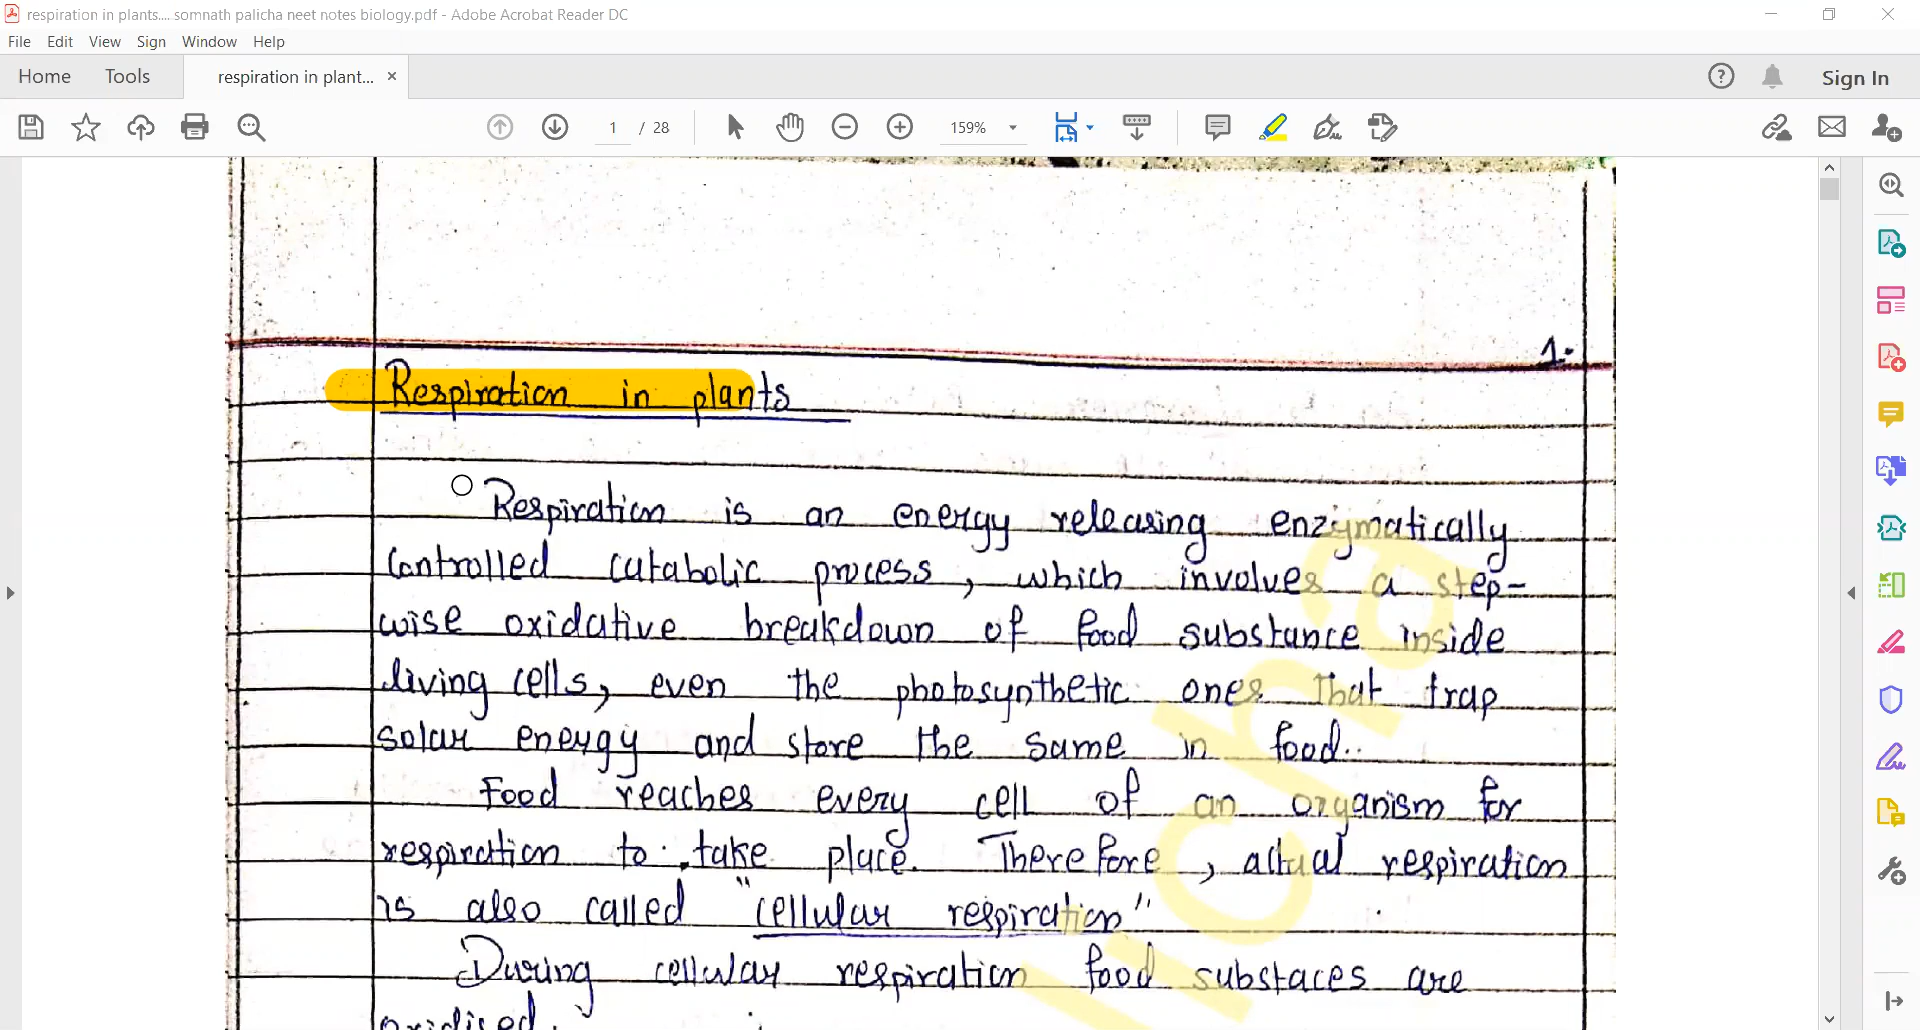 respiration in plants.... somnath palicha neet notes biology.pdf - Adobe Acrobat Reader DC
File Edit View Sign Window Help
Home Tools respiration in plant... × Sign In
1 / 28 159%
1.
Respiration in plants
Respiration is an energy releasing enzymatically
Controlled catabolic process, which involves a step-
wise oxidative breakdown of food substance inside
living cells, even the photosynthetic ones that trap
solar energy and store the same in food..
Food reaches every cell of an organism for
respiration to take place. Therefore, actual respiration
is also called "cellular respiration"
During cellular respiration food substaces are
oxidised.
licha